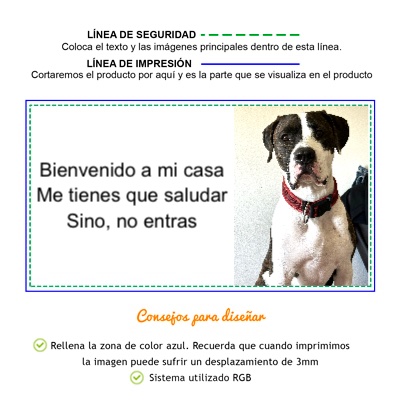 LÍNEA DE SEGURIDAD
Coloca el texto y las imágenes principales dentro de esta línea.
LÍNEA DE IMPRESIÓN
Cortaremos el producto por aquí y es la parte que se visualiza en el producto
Bienvenido a mi casa
Me tienes que saludar
Sino, no entras
Consejos para diseñar
Rellena la zona de color azul. Recuerda que cuando imprimimos
la imagen puede sufrir un desplazamiento de 3mm
Sistema utilizado RGB